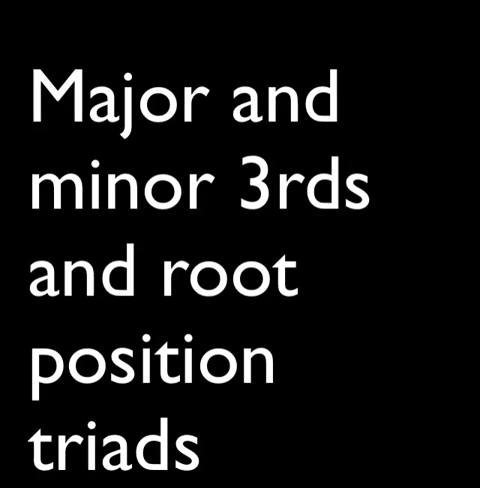 Major and
minor 3rds
and root
position
triads